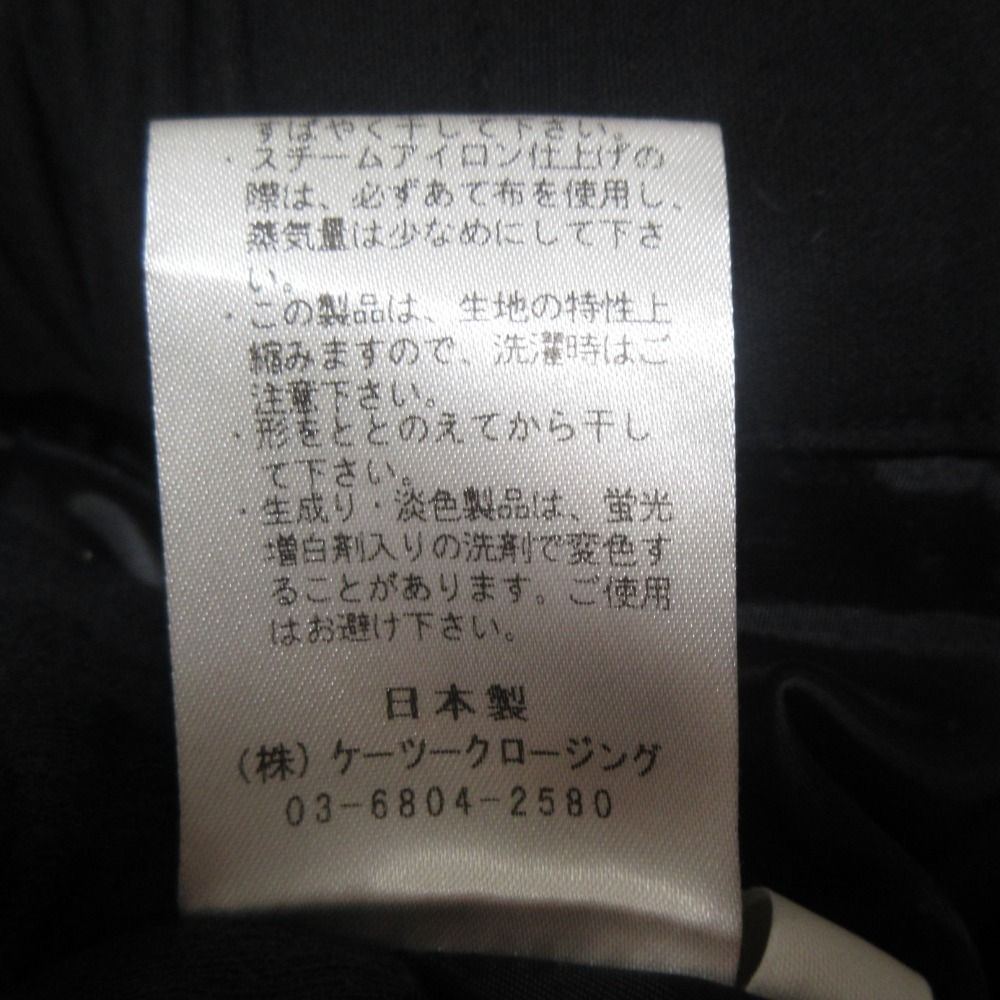 すばやく干して下さい。
・スチームアイロン仕上げの
際は、必ずあて布を使用し、
蒸気量は少なめにして下さ
い。
・この製品は、生地の特性上
縮みますので、洗濯時はご
注意下さい。
・形をととのえてから干し
て下さい。
・生成り・淡色製品は、蛍光
増白剤入りの洗剤で変色す
ることがあります。ご使用
はお避け下さい。
日本製
(株)ケーツークロージング
03-6804-2580